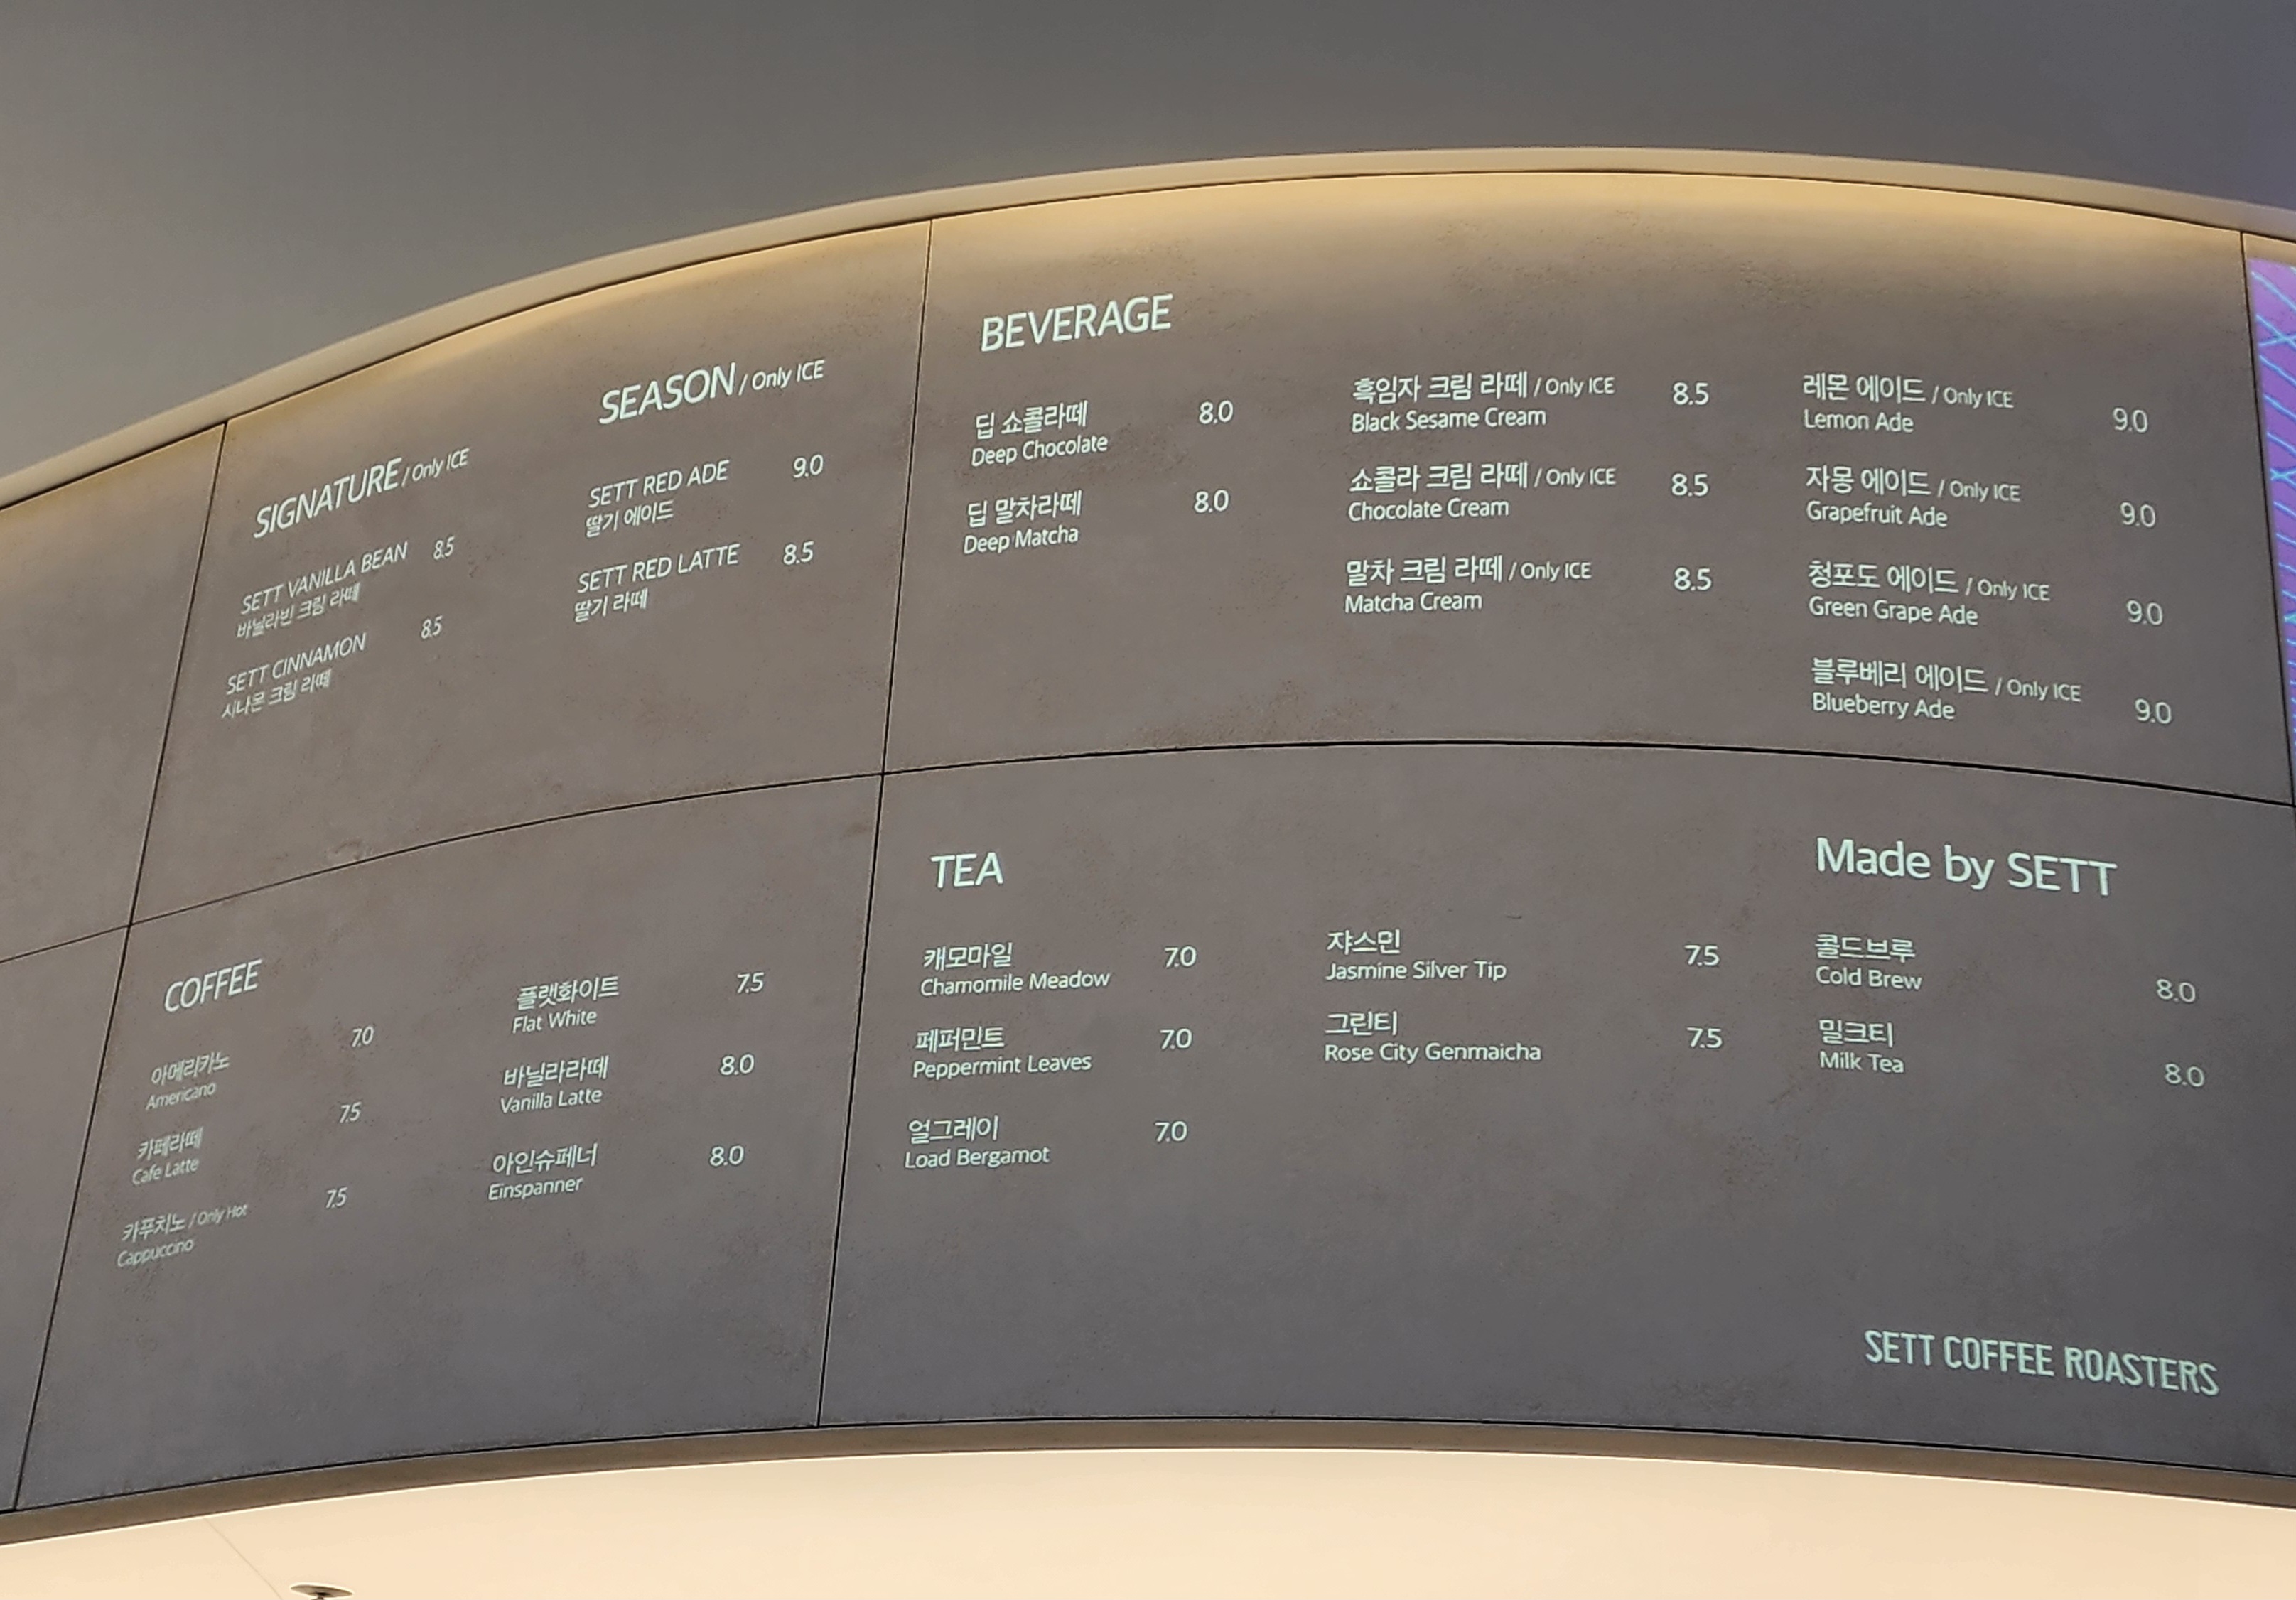 SIGNATURE / Only ICE
SETT VANILLA BEAN 8.5
바닐라빈 크림 라떼
SETT CINNAMON 8.5
시나몬 크림 라떼
SEASON / Only ICE
SETT RED ADE 9.0
딸기 에이드
SETT RED LATTE 8.5
딸기 라떼
BEVERAGE
딥 쇼콜라떼 8.0
Deep Chocolate
딥 말차라떼 8.0
Deep Matcha
흑임자 크림 라떼 / Only ICE 8.5
Black Sesame Cream
쇼콜라 크림 라떼 / Only ICE 8.5
Chocolate Cream
말차 크림 라떼 / Only ICE 8.5
Matcha Cream
레몬 에이드 / Only ICE 9.0
Lemon Ade
자몽 에이드 / Only ICE 9.0
Grapefruit Ade
청포도 에이드 / Only ICE 9.0
Green Grape Ade
블루베리 에이드 / Only ICE 9.0
Blueberry Ade
COFFEE
아메리카노 7.0
Americano
카페라떼 7.5
Cafe Latte
카푸치노 / Only Hot 7.5
Cappuccino
플랫화이트 7.5
Flat White
바닐라라떼 8.0
Vanilla Latte
아인슈페너 8.0
Einspanner
TEA
캐모마일 7.0
Chamomile Meadow
페퍼민트 7.0
Peppermint Leaves
얼그레이 7.0
Load Bergamot
쟈스민 7.5
Jasmine Silver Tip
그린티 7.5
Rose City Genmaicha
Made by SETT
콜드브루 8.0
Cold Brew
밀크티 8.0
Milk Tea
SETT COFFEE ROASTERS